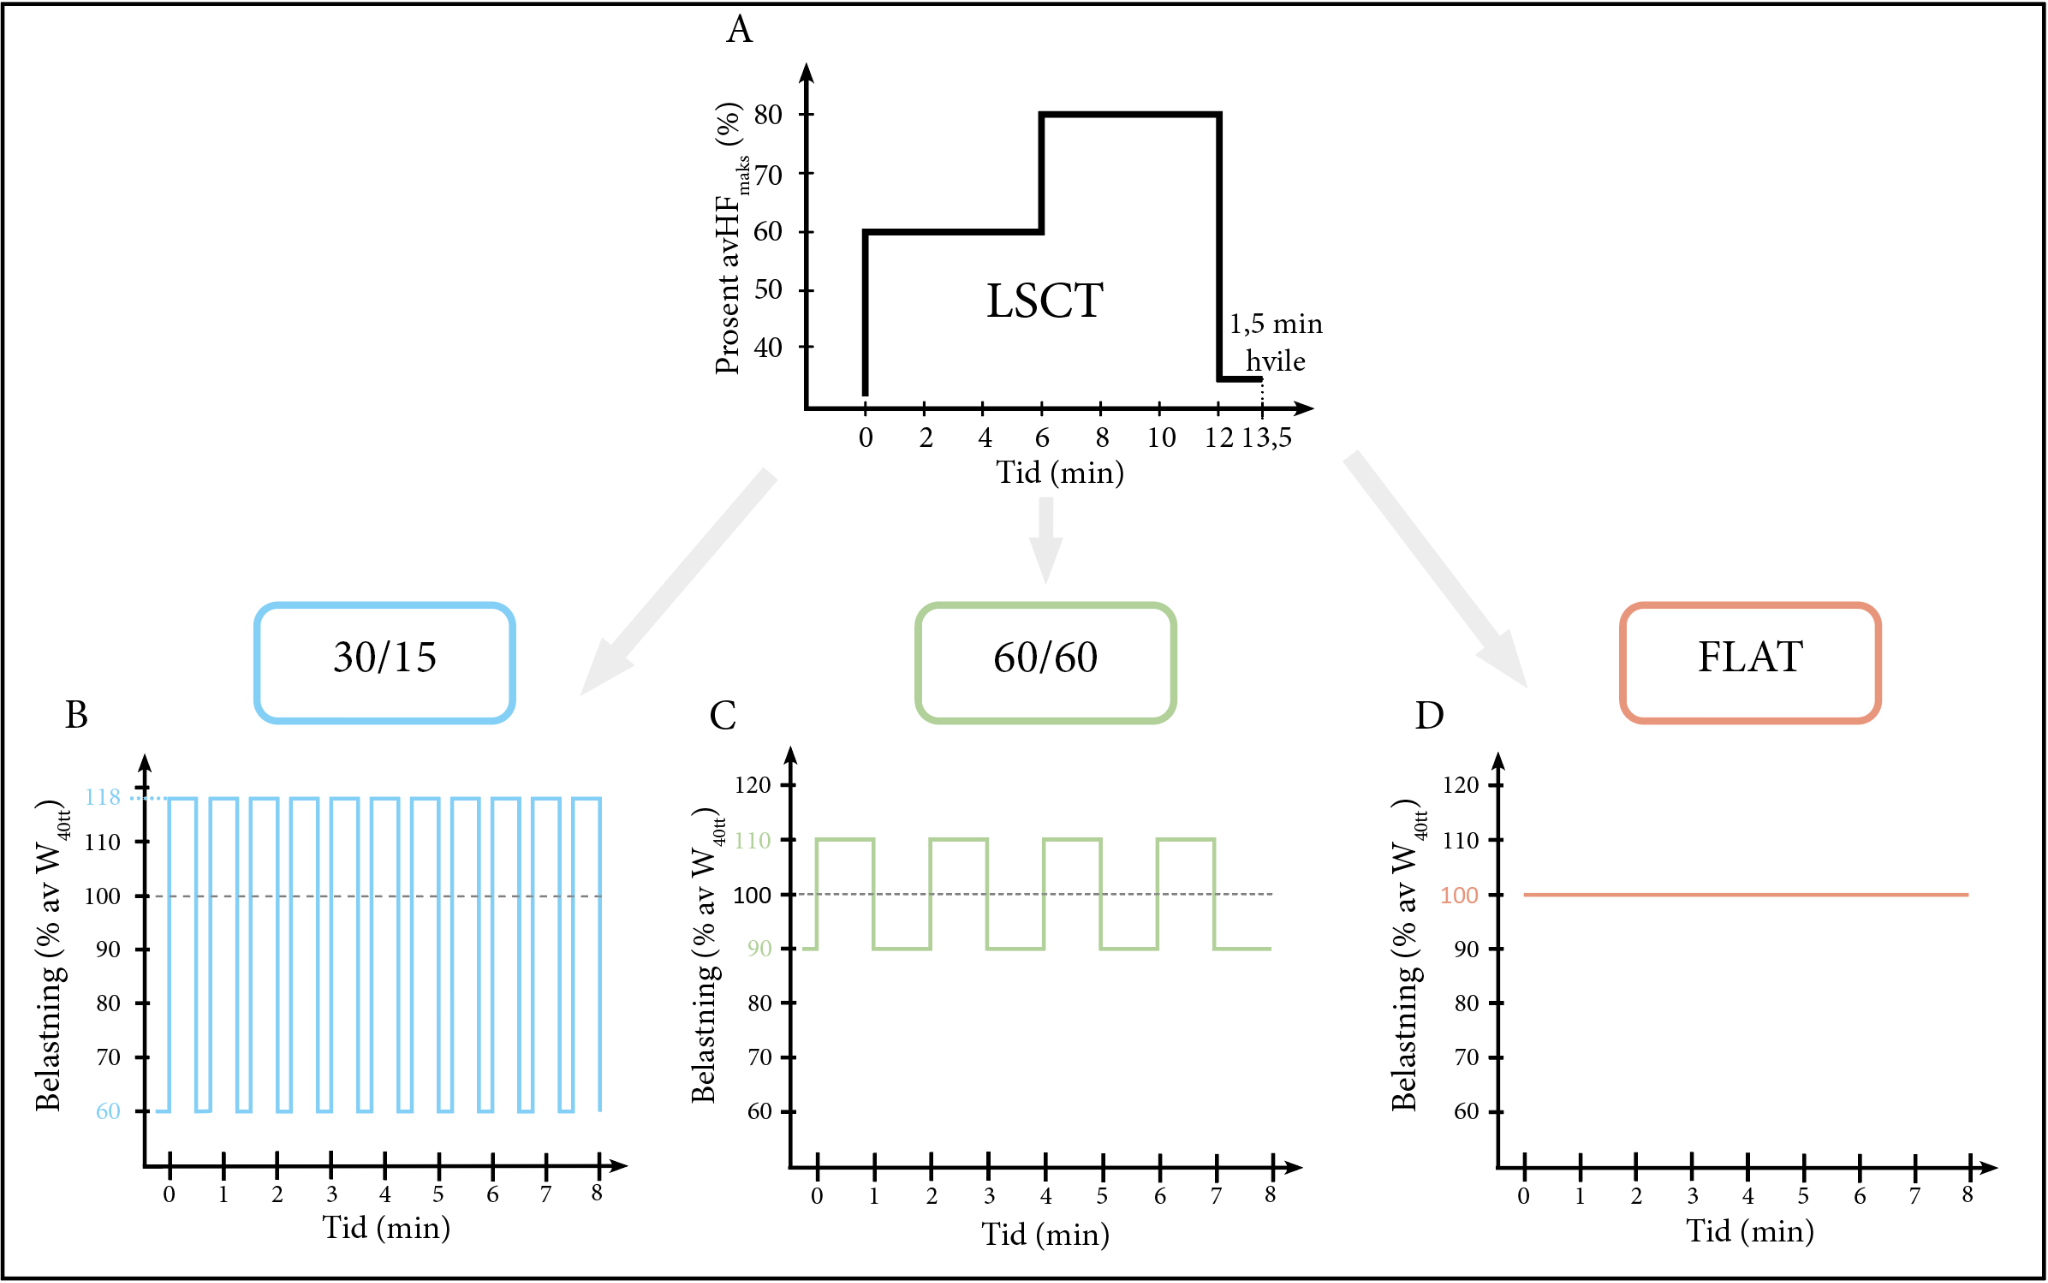 A
Prosent avHFmaks (%)
80
70
60
50
40
LSCT
1,5 min
hvile
0 2 4 6 8 10 12 13,5
Tid (min)
30/15
60/60
FLAT
B
Belastning (% av W40tt)
118
110
100
90
80
70
60
0 1 2 3 4 5 6 7 8
Tid (min)
C
Belastning (% av W40tt)
120
110
100
90
80
70
60
0 1 2 3 4 5 6 7 8
Tid (min)
D
Belastning (% av W40tt)
120
110
100
90
80
70
60
0 1 2 3 4 5 6 7 8
Tid (min)